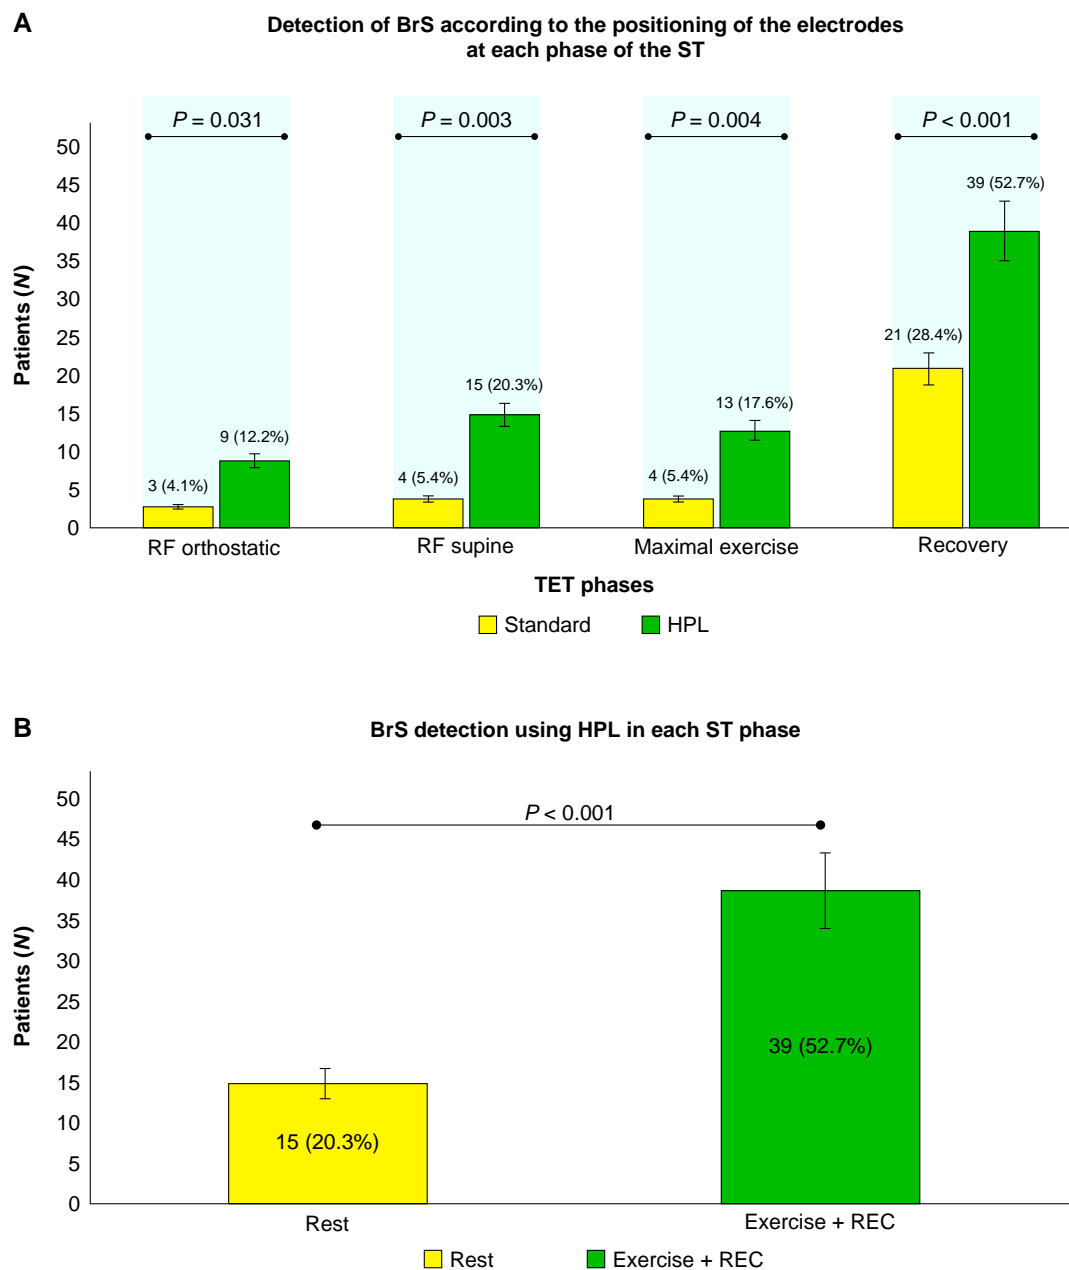 A
Detection of BrS according to the positioning of the electrodes
at each phase of the ST
P = 0.031
P = 0.003
P = 0.004
P < 0.001
50
45
40
35
30
25
20
15
10
5
0
Patients (N)
3 (4.1%)
9 (12.2%)
4 (5.4%)
15 (20.3%)
4 (5.4%)
13 (17.6%)
21 (28.4%)
39 (52.7%)
RF orthostatic
RF supine
Maximal exercise
Recovery
TET phases
Standard
HPL
B
BrS detection using HPL in each ST phase
P < 0.001
50
45
40
35
30
25
20
15
10
5
0
Patients (N)
15 (20.3%)
39 (52.7%)
Rest
Exercise + REC
Rest
Exercise + REC